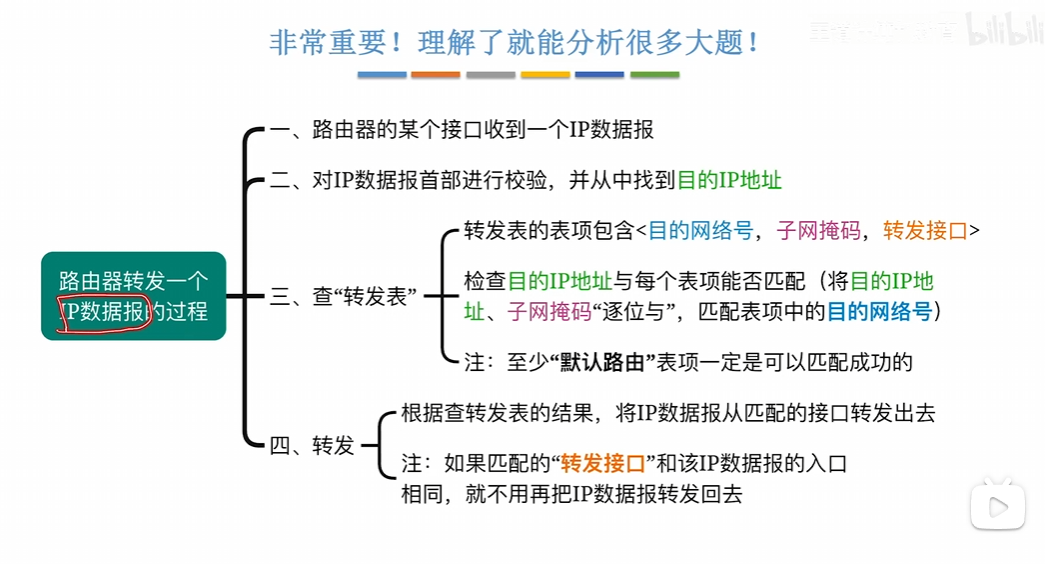 非常重要！理解了就能分析很多大题！
bilibili
路由器转发一个
IP数据报的过程
一、路由器的某个接口收到一个IP数据报
二、对IP数据报首部进行校验，并从中找到目的IP地址
三、查“转发表”
转发表的表项包含<目的网络号，子网掩码，转发接口>
检查目的IP地址与每个表项能否匹配（将目的IP地
址、子网掩码“逐位与”，匹配表项中的目的网络号）
注：至少“默认路由”表项一定是可以匹配成功的
四、转发
根据查转发表的结果，将IP数据报从匹配的接口转发出去
注：如果匹配的“转发接口”和该IP数据报的入口
相同，就不用再把IP数据报转发回去